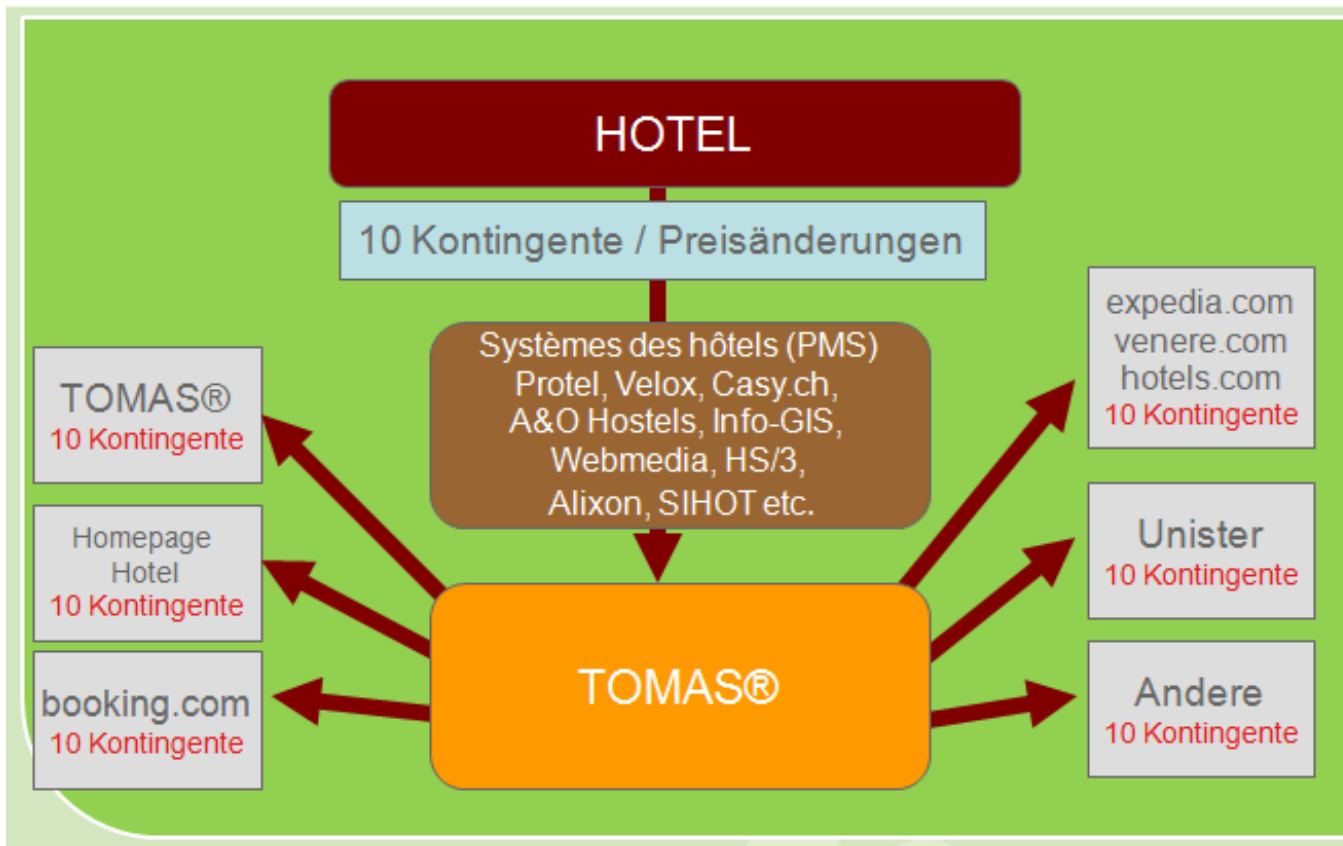 HOTEL
10 Kontingente / Preisänderungen
Systèmes des hôtels (PMS)
Protel, Velox, Casy.ch,
A&O Hostels, Info-GIS,
Webmedia, HS/3,
Alixon, SIHOT etc.
TOMAS®
TOMAS®
10 Kontingente
Homepage
Hotel
10 Kontingente
booking.com
10 Kontingente
expedia.com
venere.com
hotels.com
10 Kontingente
Unister
10 Kontingente
Andere
10 Kontingente